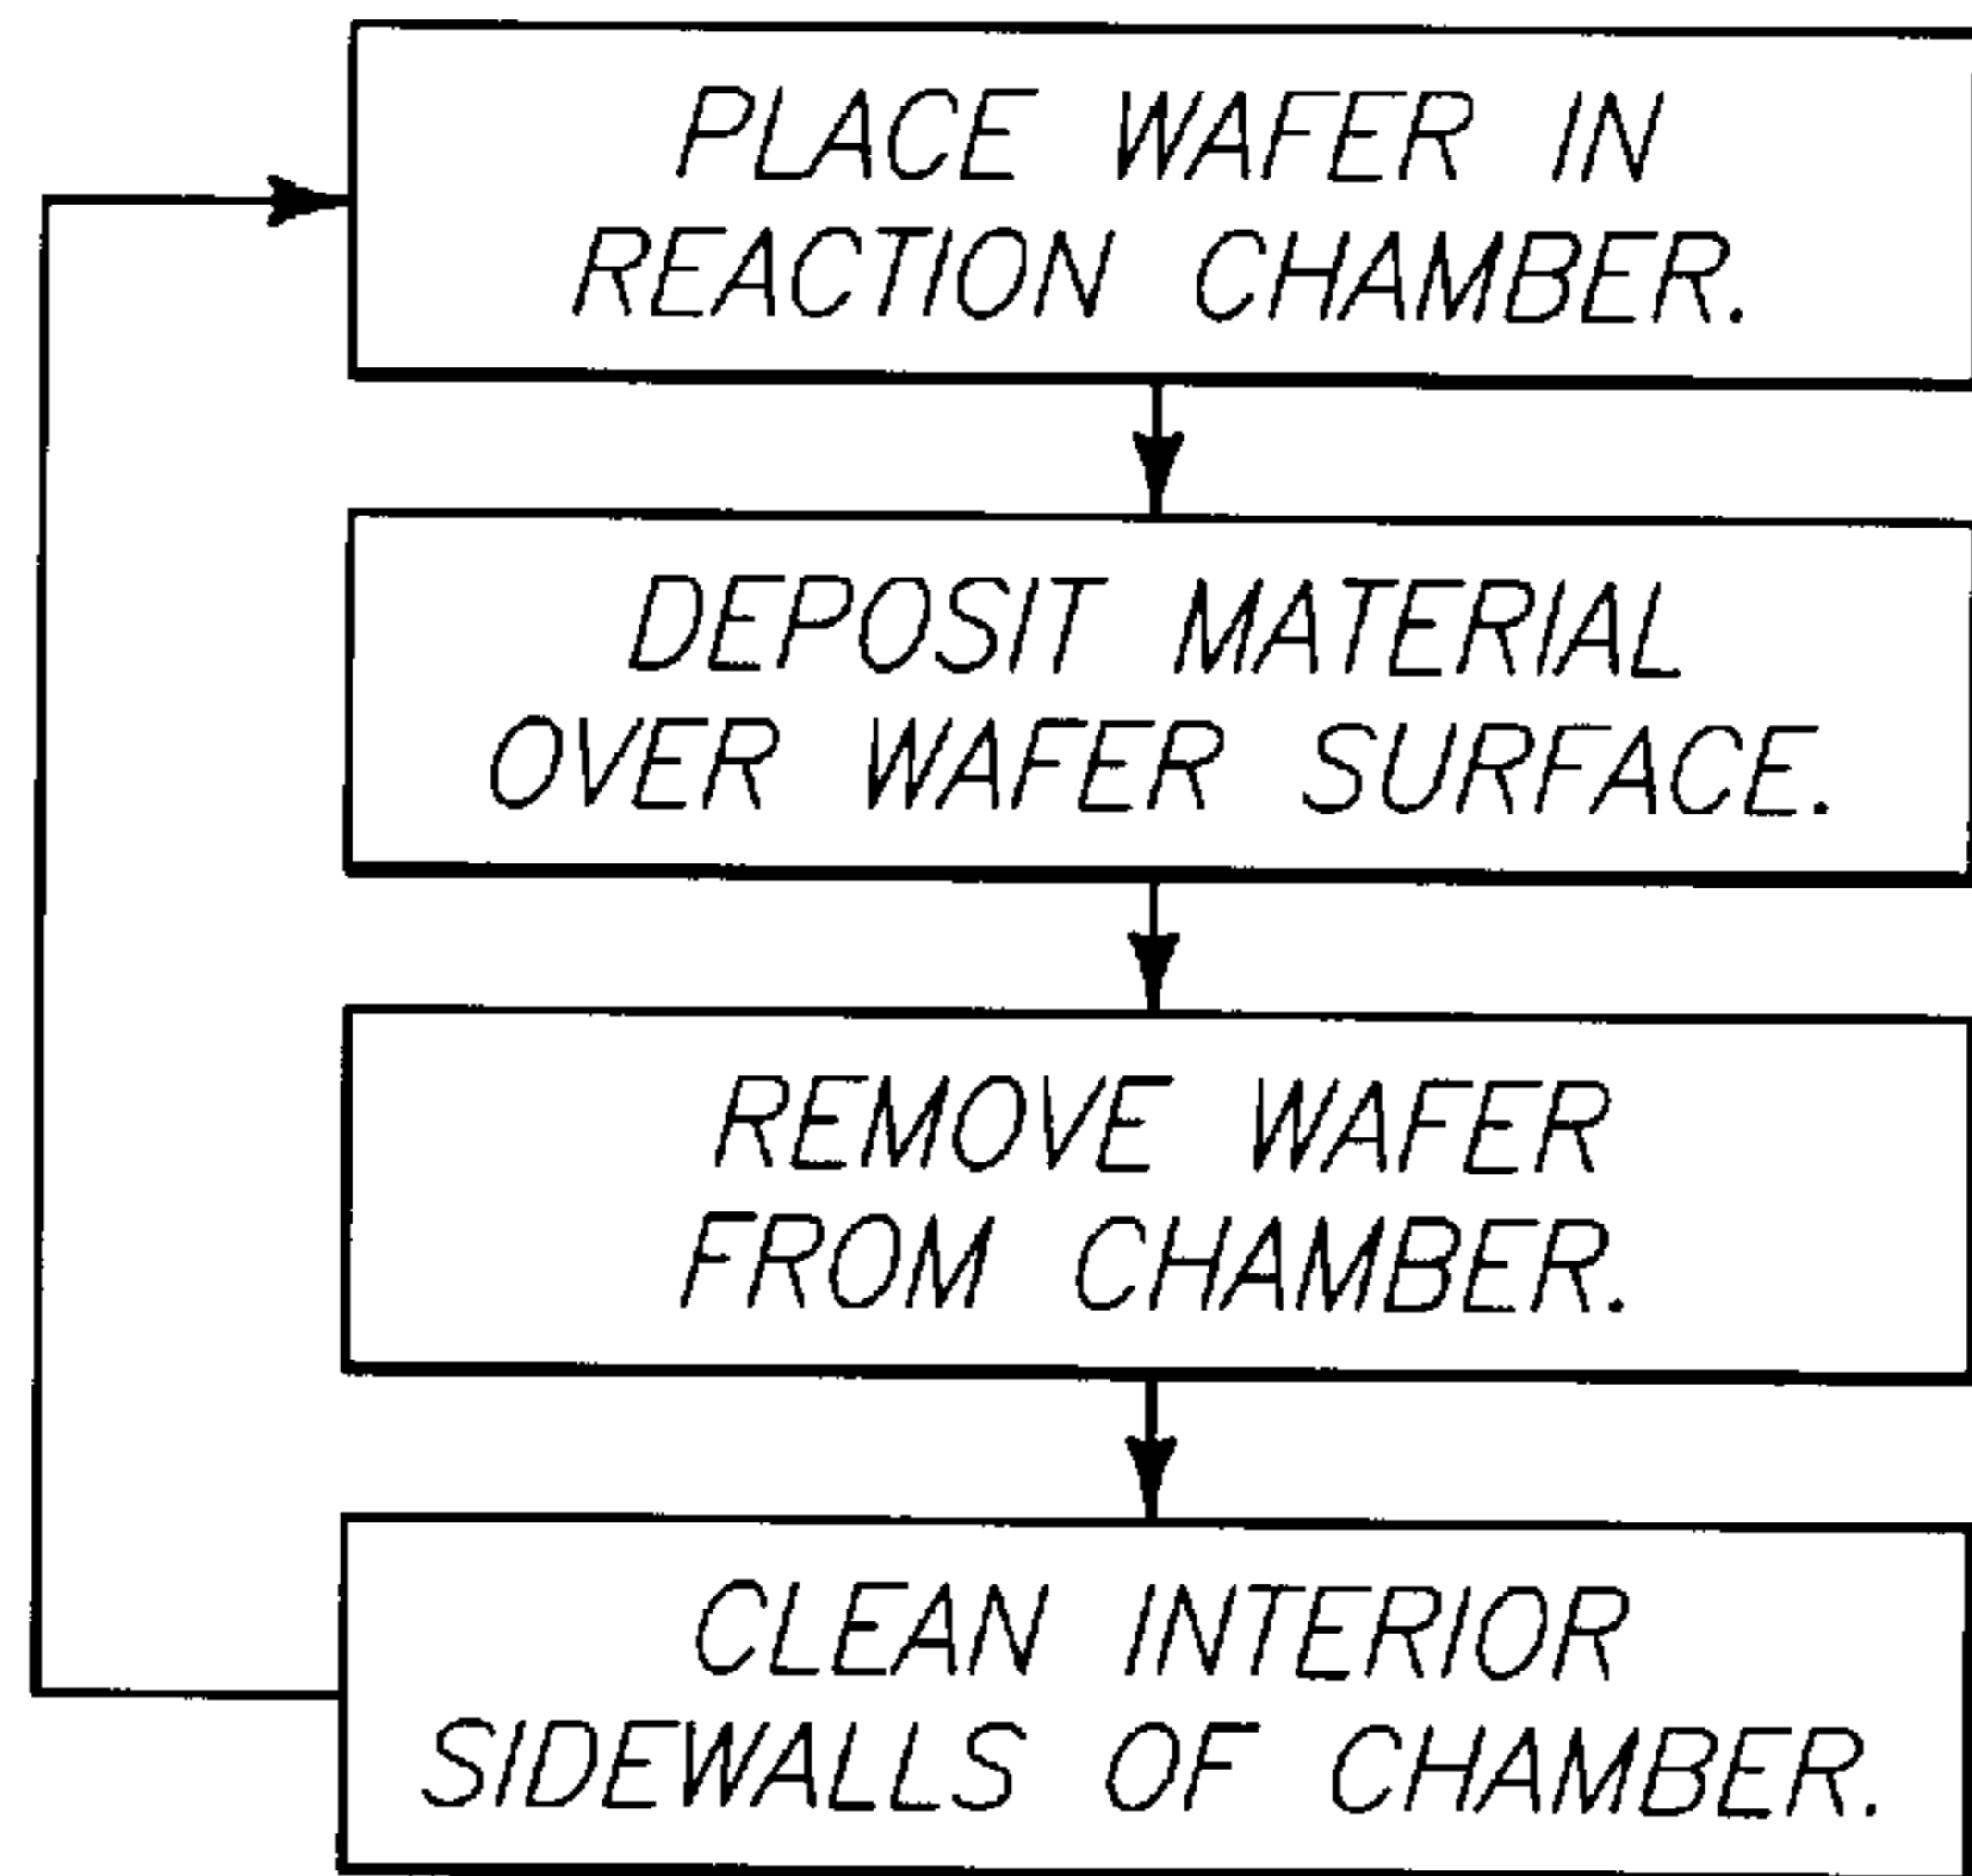 PLACE WAFER IN
REACTION CHAMBER.
DEPOSIT MATERIAL
OVER WAFER SURFACE.
REMOVE WAFER
FROM CHAMBER.
CLEAN INTERIOR
SIDEWALLS OF CHAMBER.